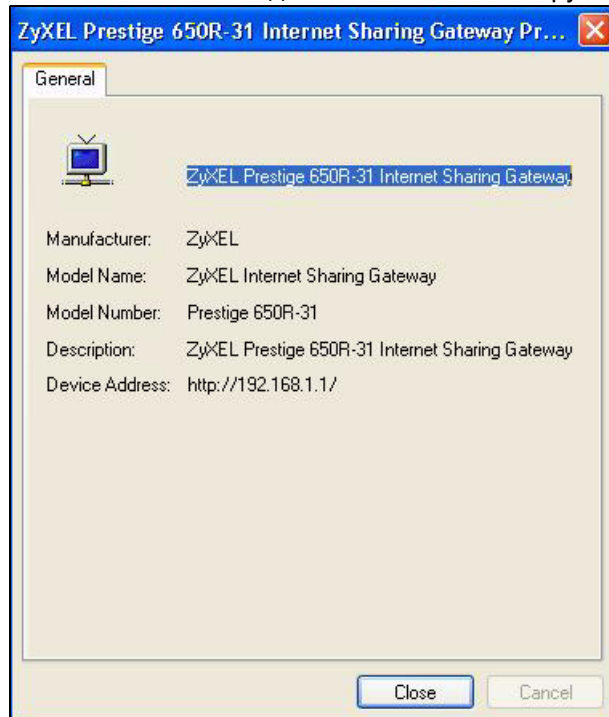 ZyXEL Prestige 650R-31 Internet Sharing Gateway Pr...
General
ZyXEL Prestige 650R-31 Internet Sharing Gateway
Manufacturer: ZyXEL
Model Name: ZyXEL Internet Sharing Gateway
Model Number: Prestige 650R-31
Description: ZyXEL Prestige 650R-31 Internet Sharing Gateway
Device Address: http://192.168.1.1/
Close Cancel